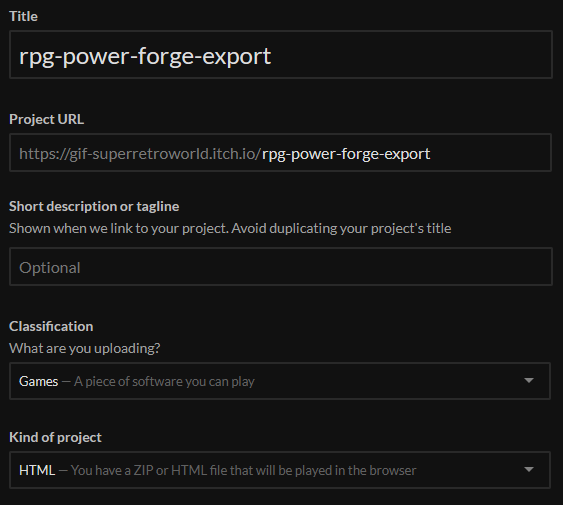 Title
rpg-power-forge-export
Project URL
https://gif-superretroworld.itch.io/rpg-power-forge-export
Short description or tagline
Shown when we link to your project. Avoid duplicating your project's title
Optional
Classification
What are you uploading?
Games — A piece of software you can play
Kind of project
HTML — You have a ZIP or HTML file that will be played in the browser